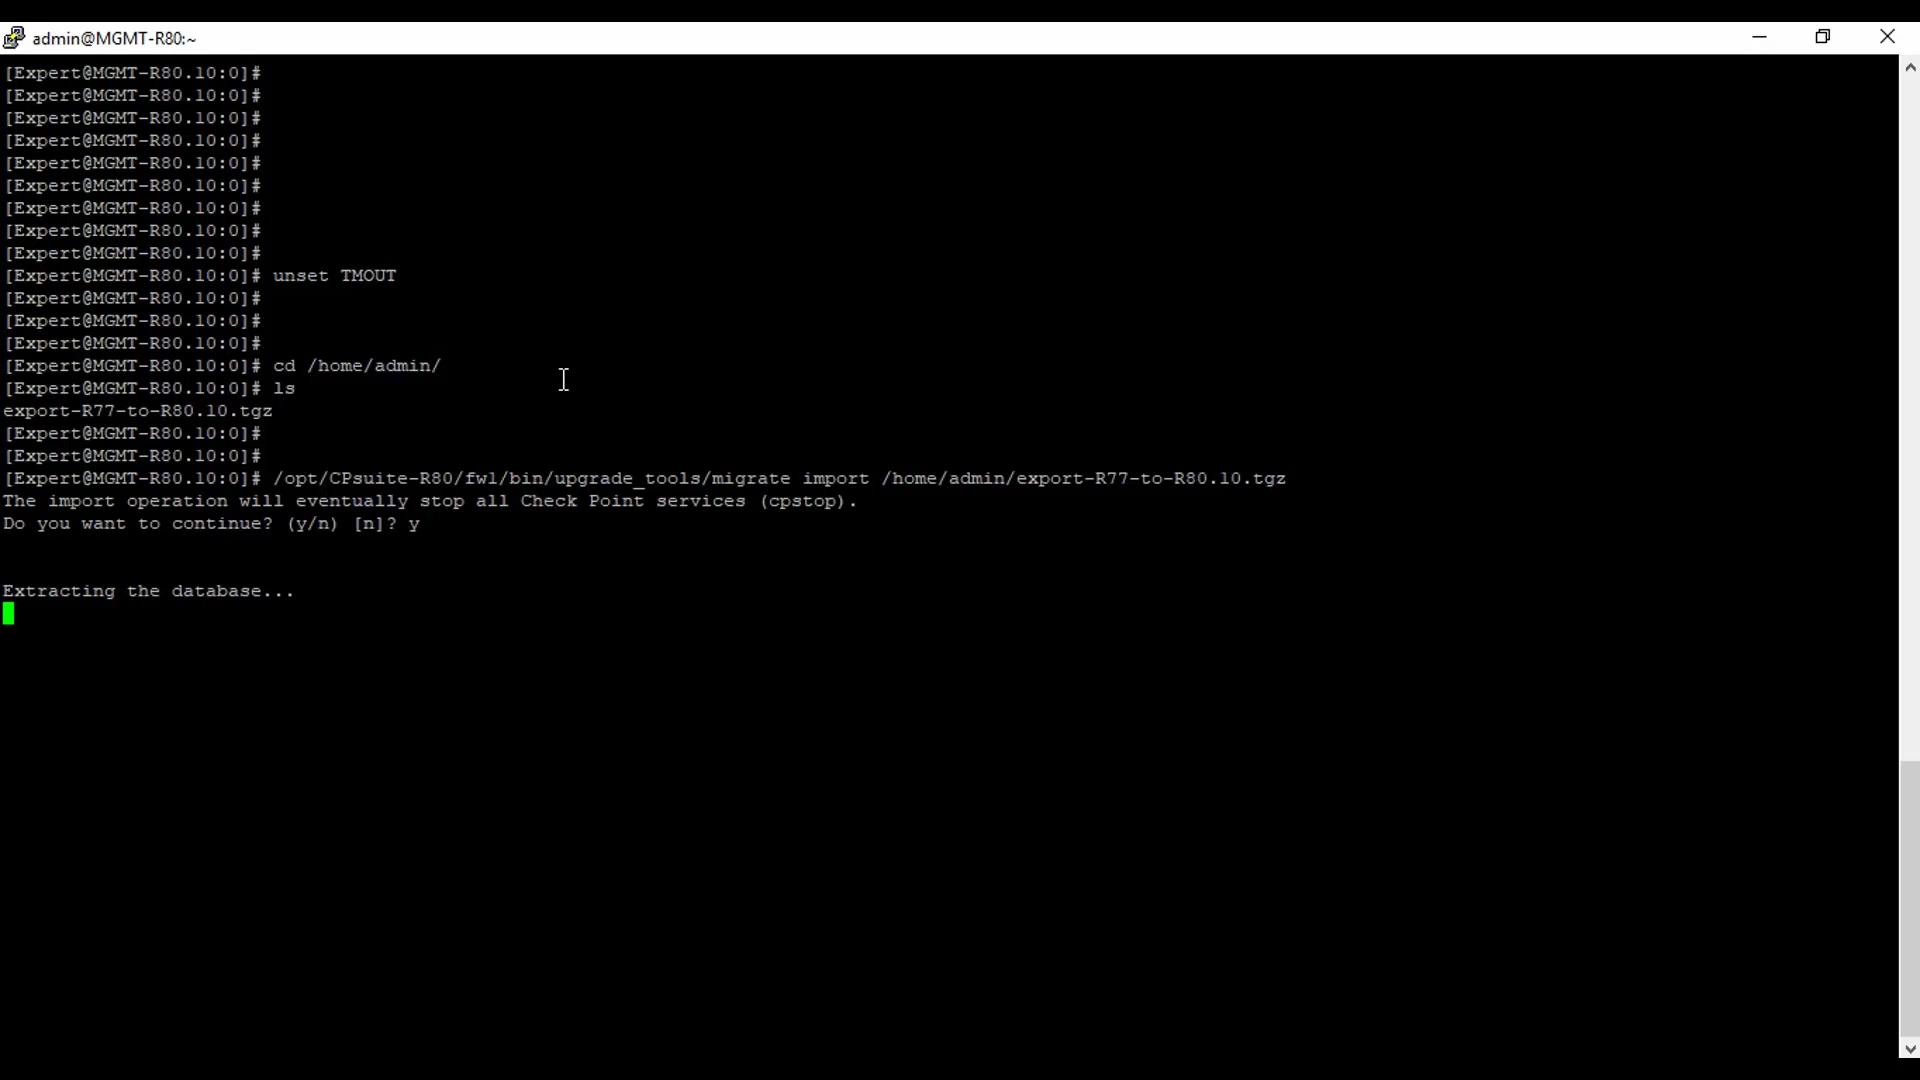 admin@MGMT-R80:~
[Expert@MGMT-R80.10:0]#
[Expert@MGMT-R80.10:0]#
[Expert@MGMT-R80.10:0]#
[Expert@MGMT-R80.10:0]#
[Expert@MGMT-R80.10:0]#
[Expert@MGMT-R80.10:0]#
[Expert@MGMT-R80.10:0]#
[Expert@MGMT-R80.10:0]#
[Expert@MGMT-R80.10:0]#
[Expert@MGMT-R80.10:0]# unset TMOUT
[Expert@MGMT-R80.10:0]#
[Expert@MGMT-R80.10:0]#
[Expert@MGMT-R80.10:0]#
[Expert@MGMT-R80.10:0]# cd /home/admin/
[Expert@MGMT-R80.10:0]# ls
export-R77-to-R80.10.tgz
[Expert@MGMT-R80.10:0]#
[Expert@MGMT-R80.10:0]#
[Expert@MGMT-R80.10:0]# /opt/CPsuite-R80/fw1/bin/upgrade_tools/migrate import /home/admin/export-R77-to-R80.10.tgz
The import operation will eventually stop all Check Point services (cpstop).
Do you want to continue? (y/n) [n]? y
Extracting the database...